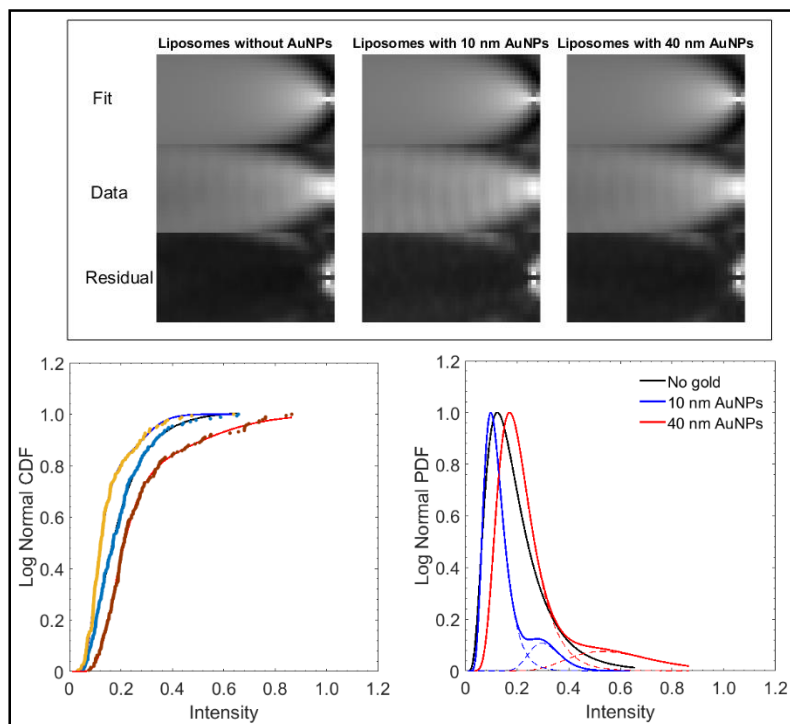 Liposomes without AuNPs
Liposomes with 10 nm AuNPs
Liposomes with 40 nm AuNPs
Fit
Data
Residual
1.2
1.0
0.8
0.6
0.4
0.2
0
0
0.2
0.4
0.6
0.8
1.0
1.2
Log Normal CDF
Intensity
1.2
1.0
0.8
0.6
0.4
0.2
0
0
0.2
0.4
0.6
0.8
1.0
1.2
Log Normal PDF
Intensity
No gold
10 nm AuNPs
40 nm AuNPs